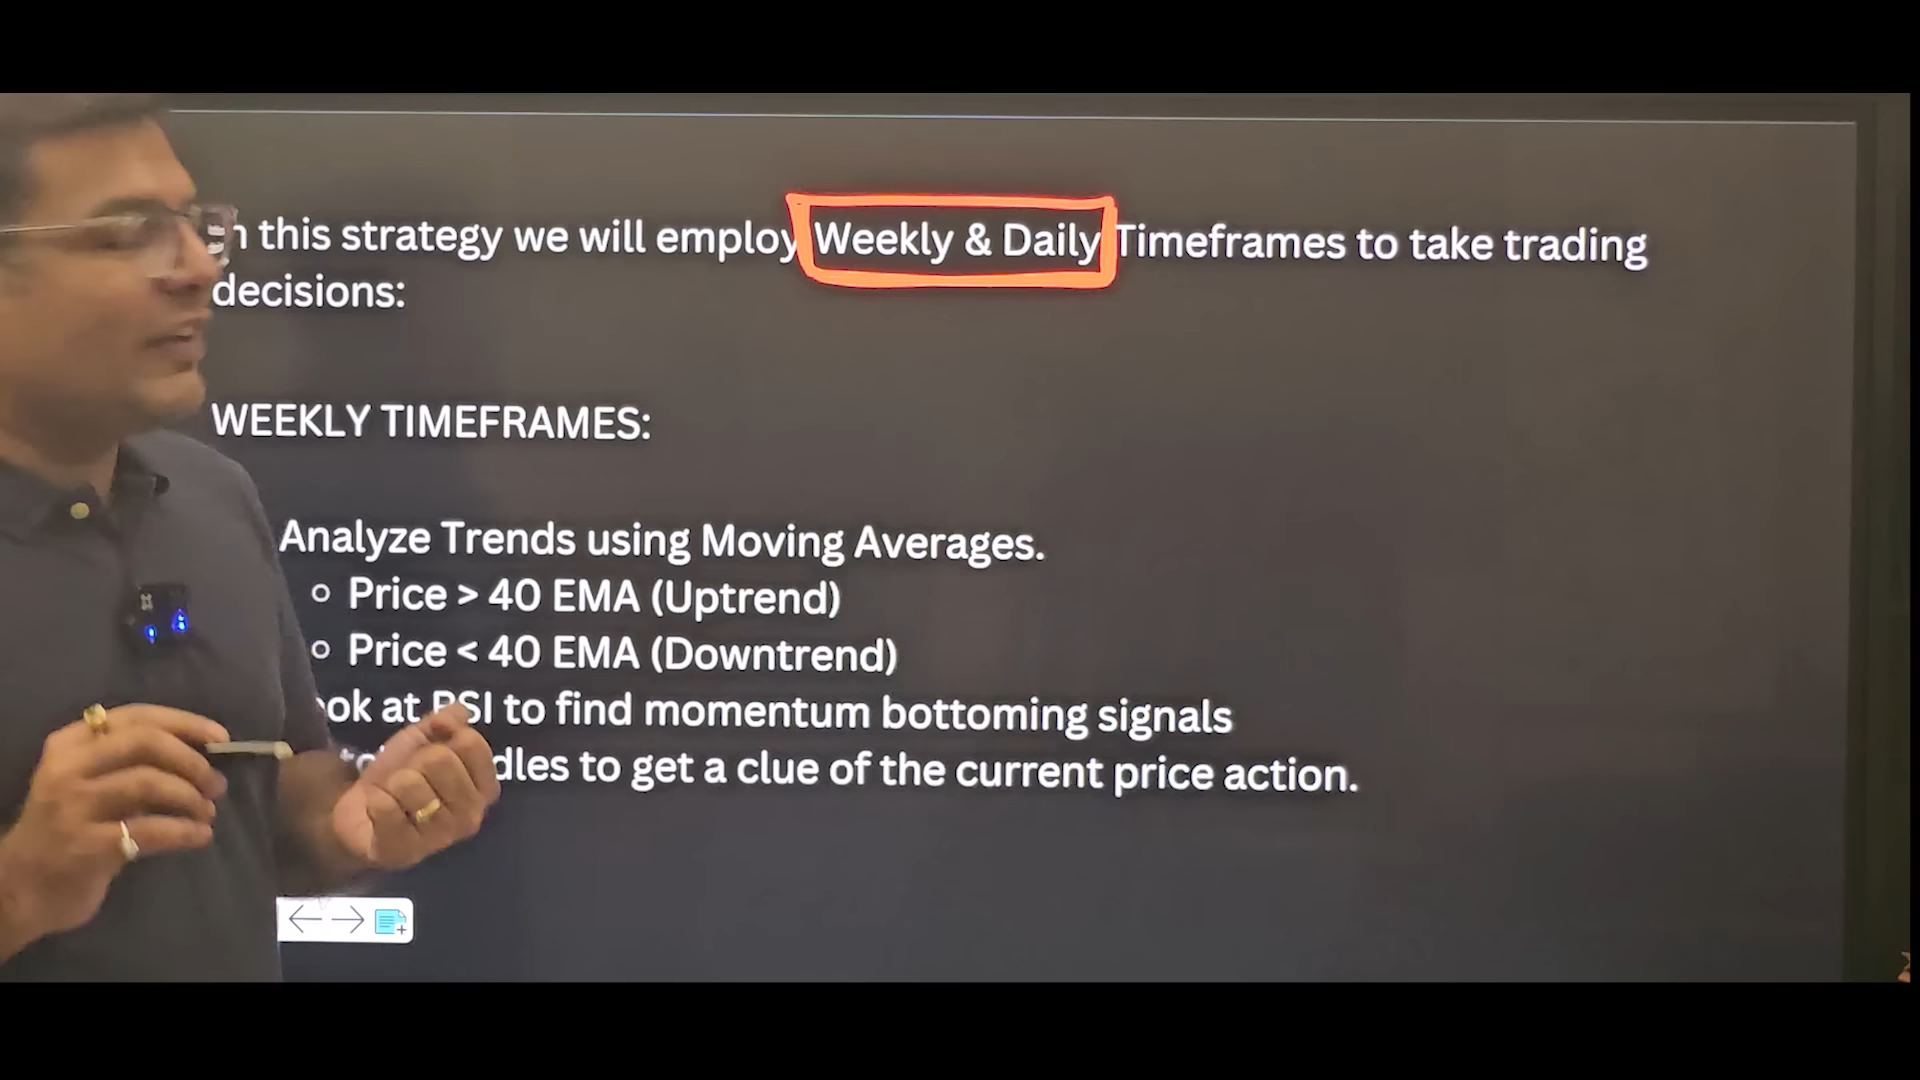 this strategy we will employ Weekly & Daily Timeframes to take trading
decisions:
WEEKLY TIMEFRAMES:
Analyze Trends using Moving Averages.
Price > 40 EMA (Uptrend)
Price < 40 EMA (Downtrend)
at RSI to find momentum bottoming signals
to get a clue of the current price action.